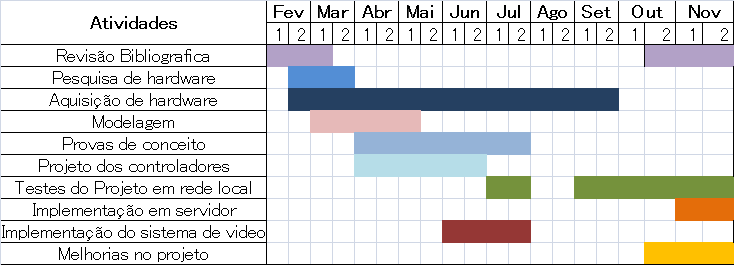 Atividades Fev Mar Abr Mai Jun Jul Ago Set Out Nov
1 2 1 2 1 2 1 2 1 2 1 2 1 2 1 2 1 2 1 2
Revisão Bibliografica
Pesquisa de hardware
Aquisição de hardware
Modelagem
Provas de conceito
Projeto dos controladores
Testes do Projeto em rede local
Implementação em servidor
Implementação do sistema de video
Melhorias no projeto